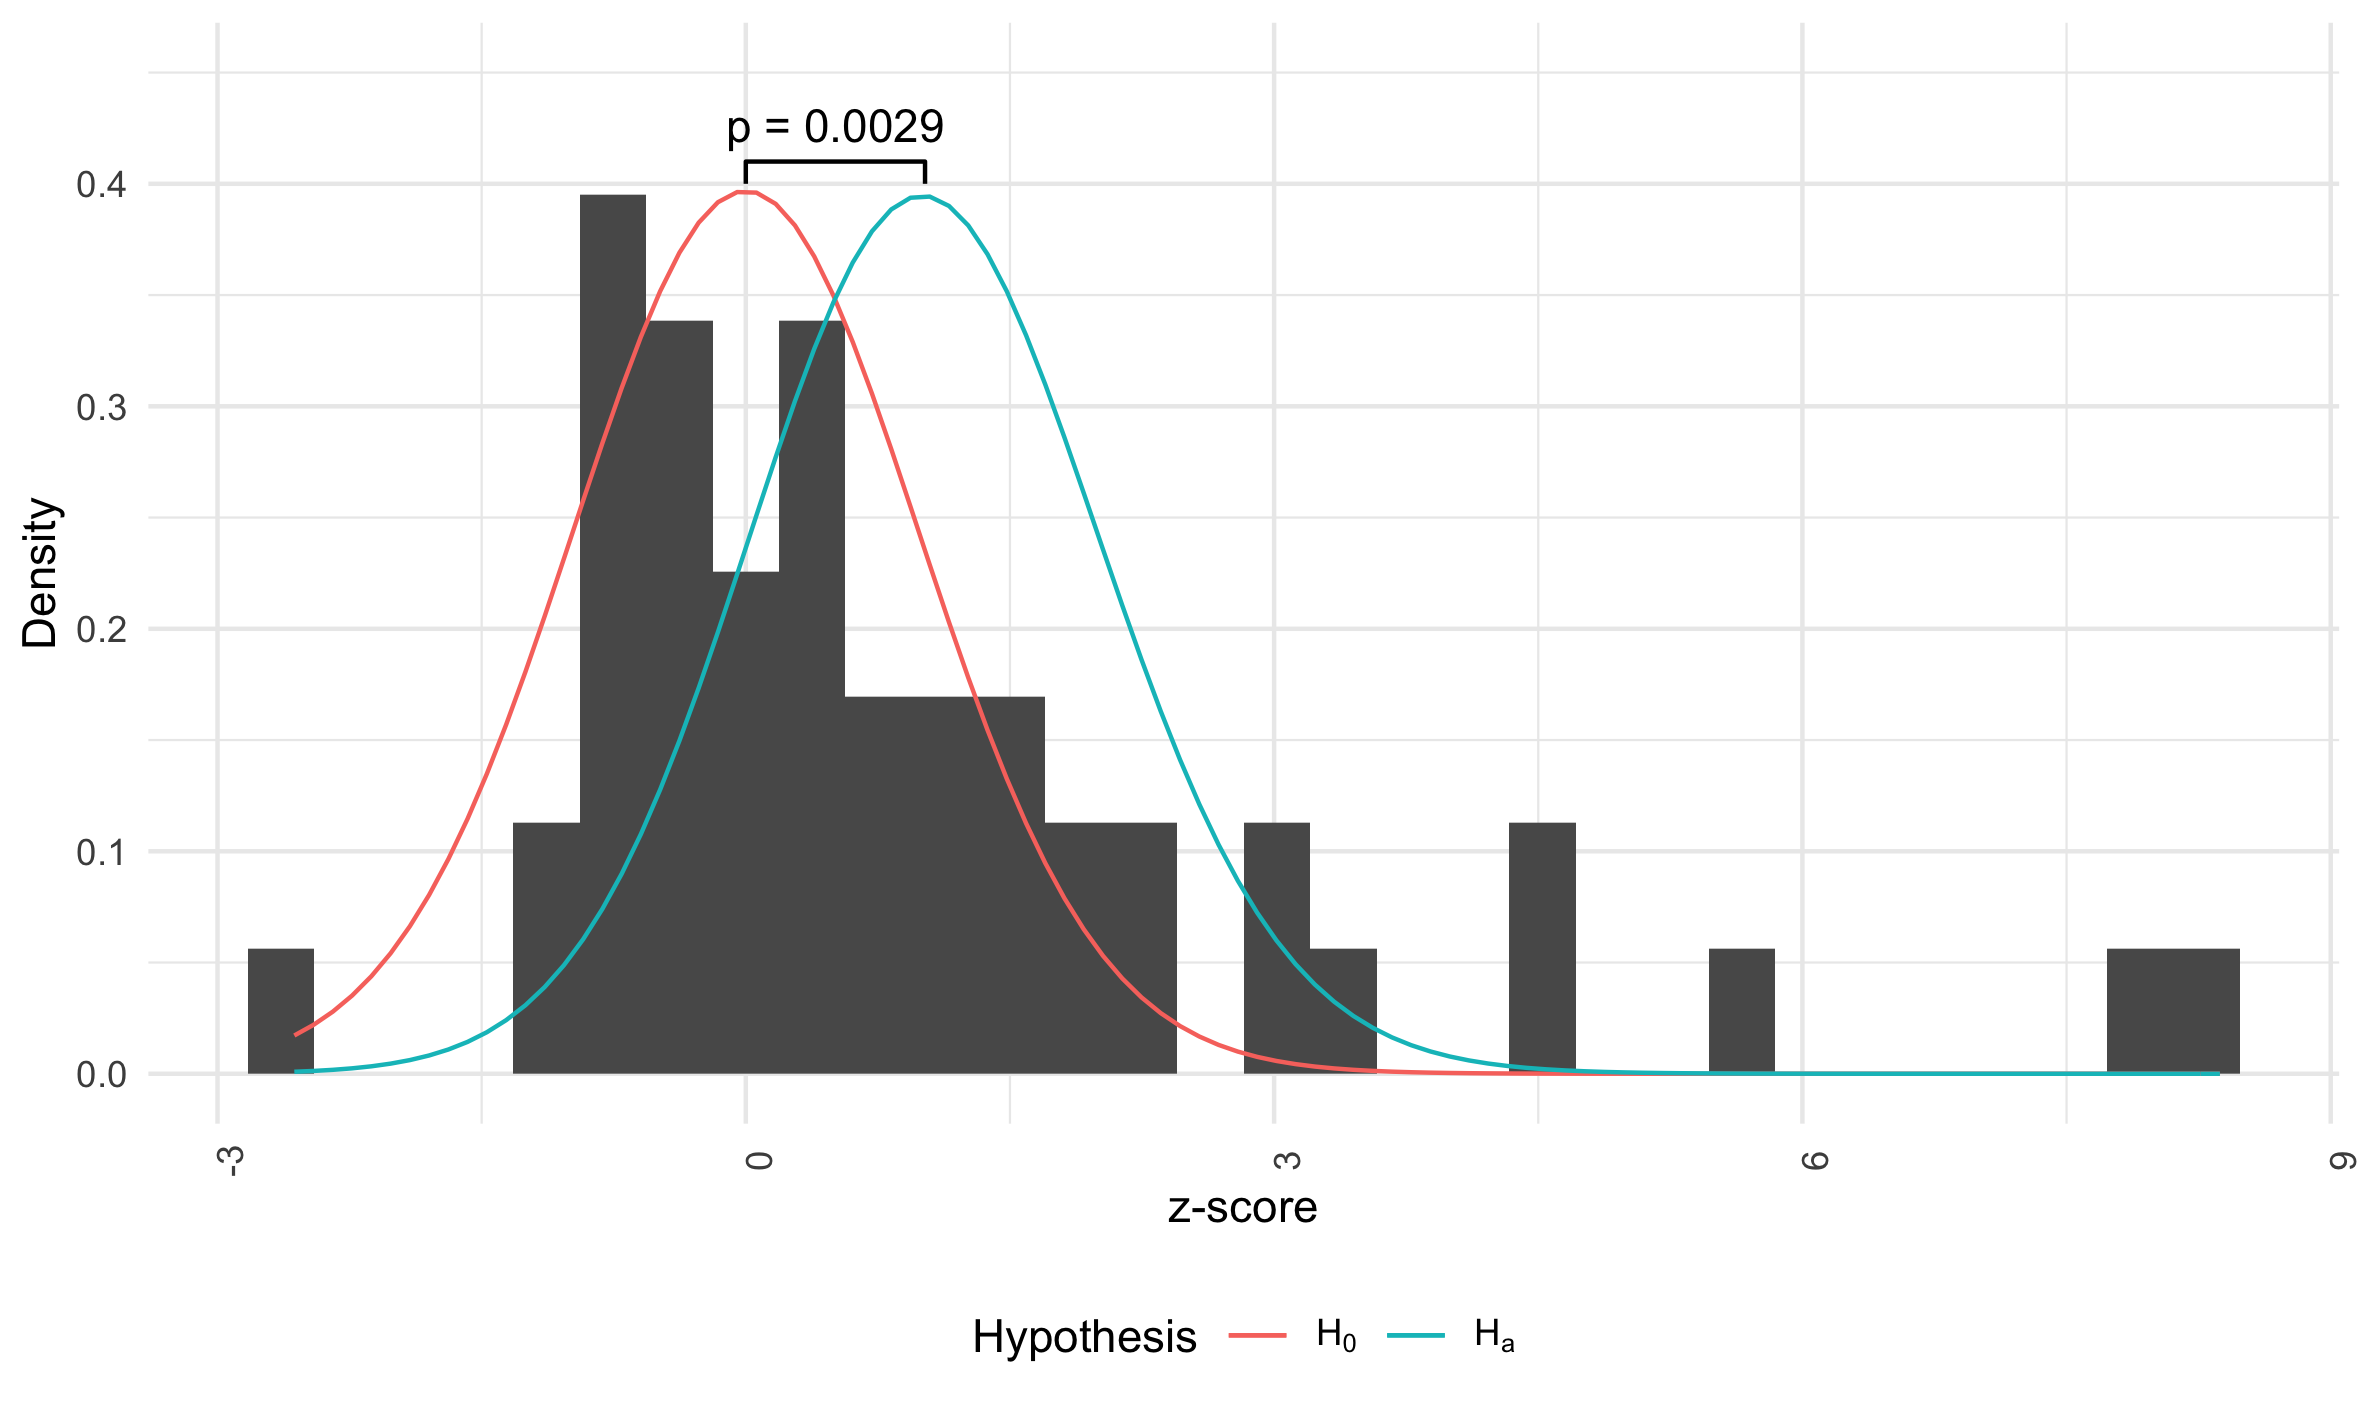 p = 0.0029
0.4
0.3
0.2
0.1
0.0
Density
-3 0 3 6 9
z-score
Hypothesis H₀ Hₐ